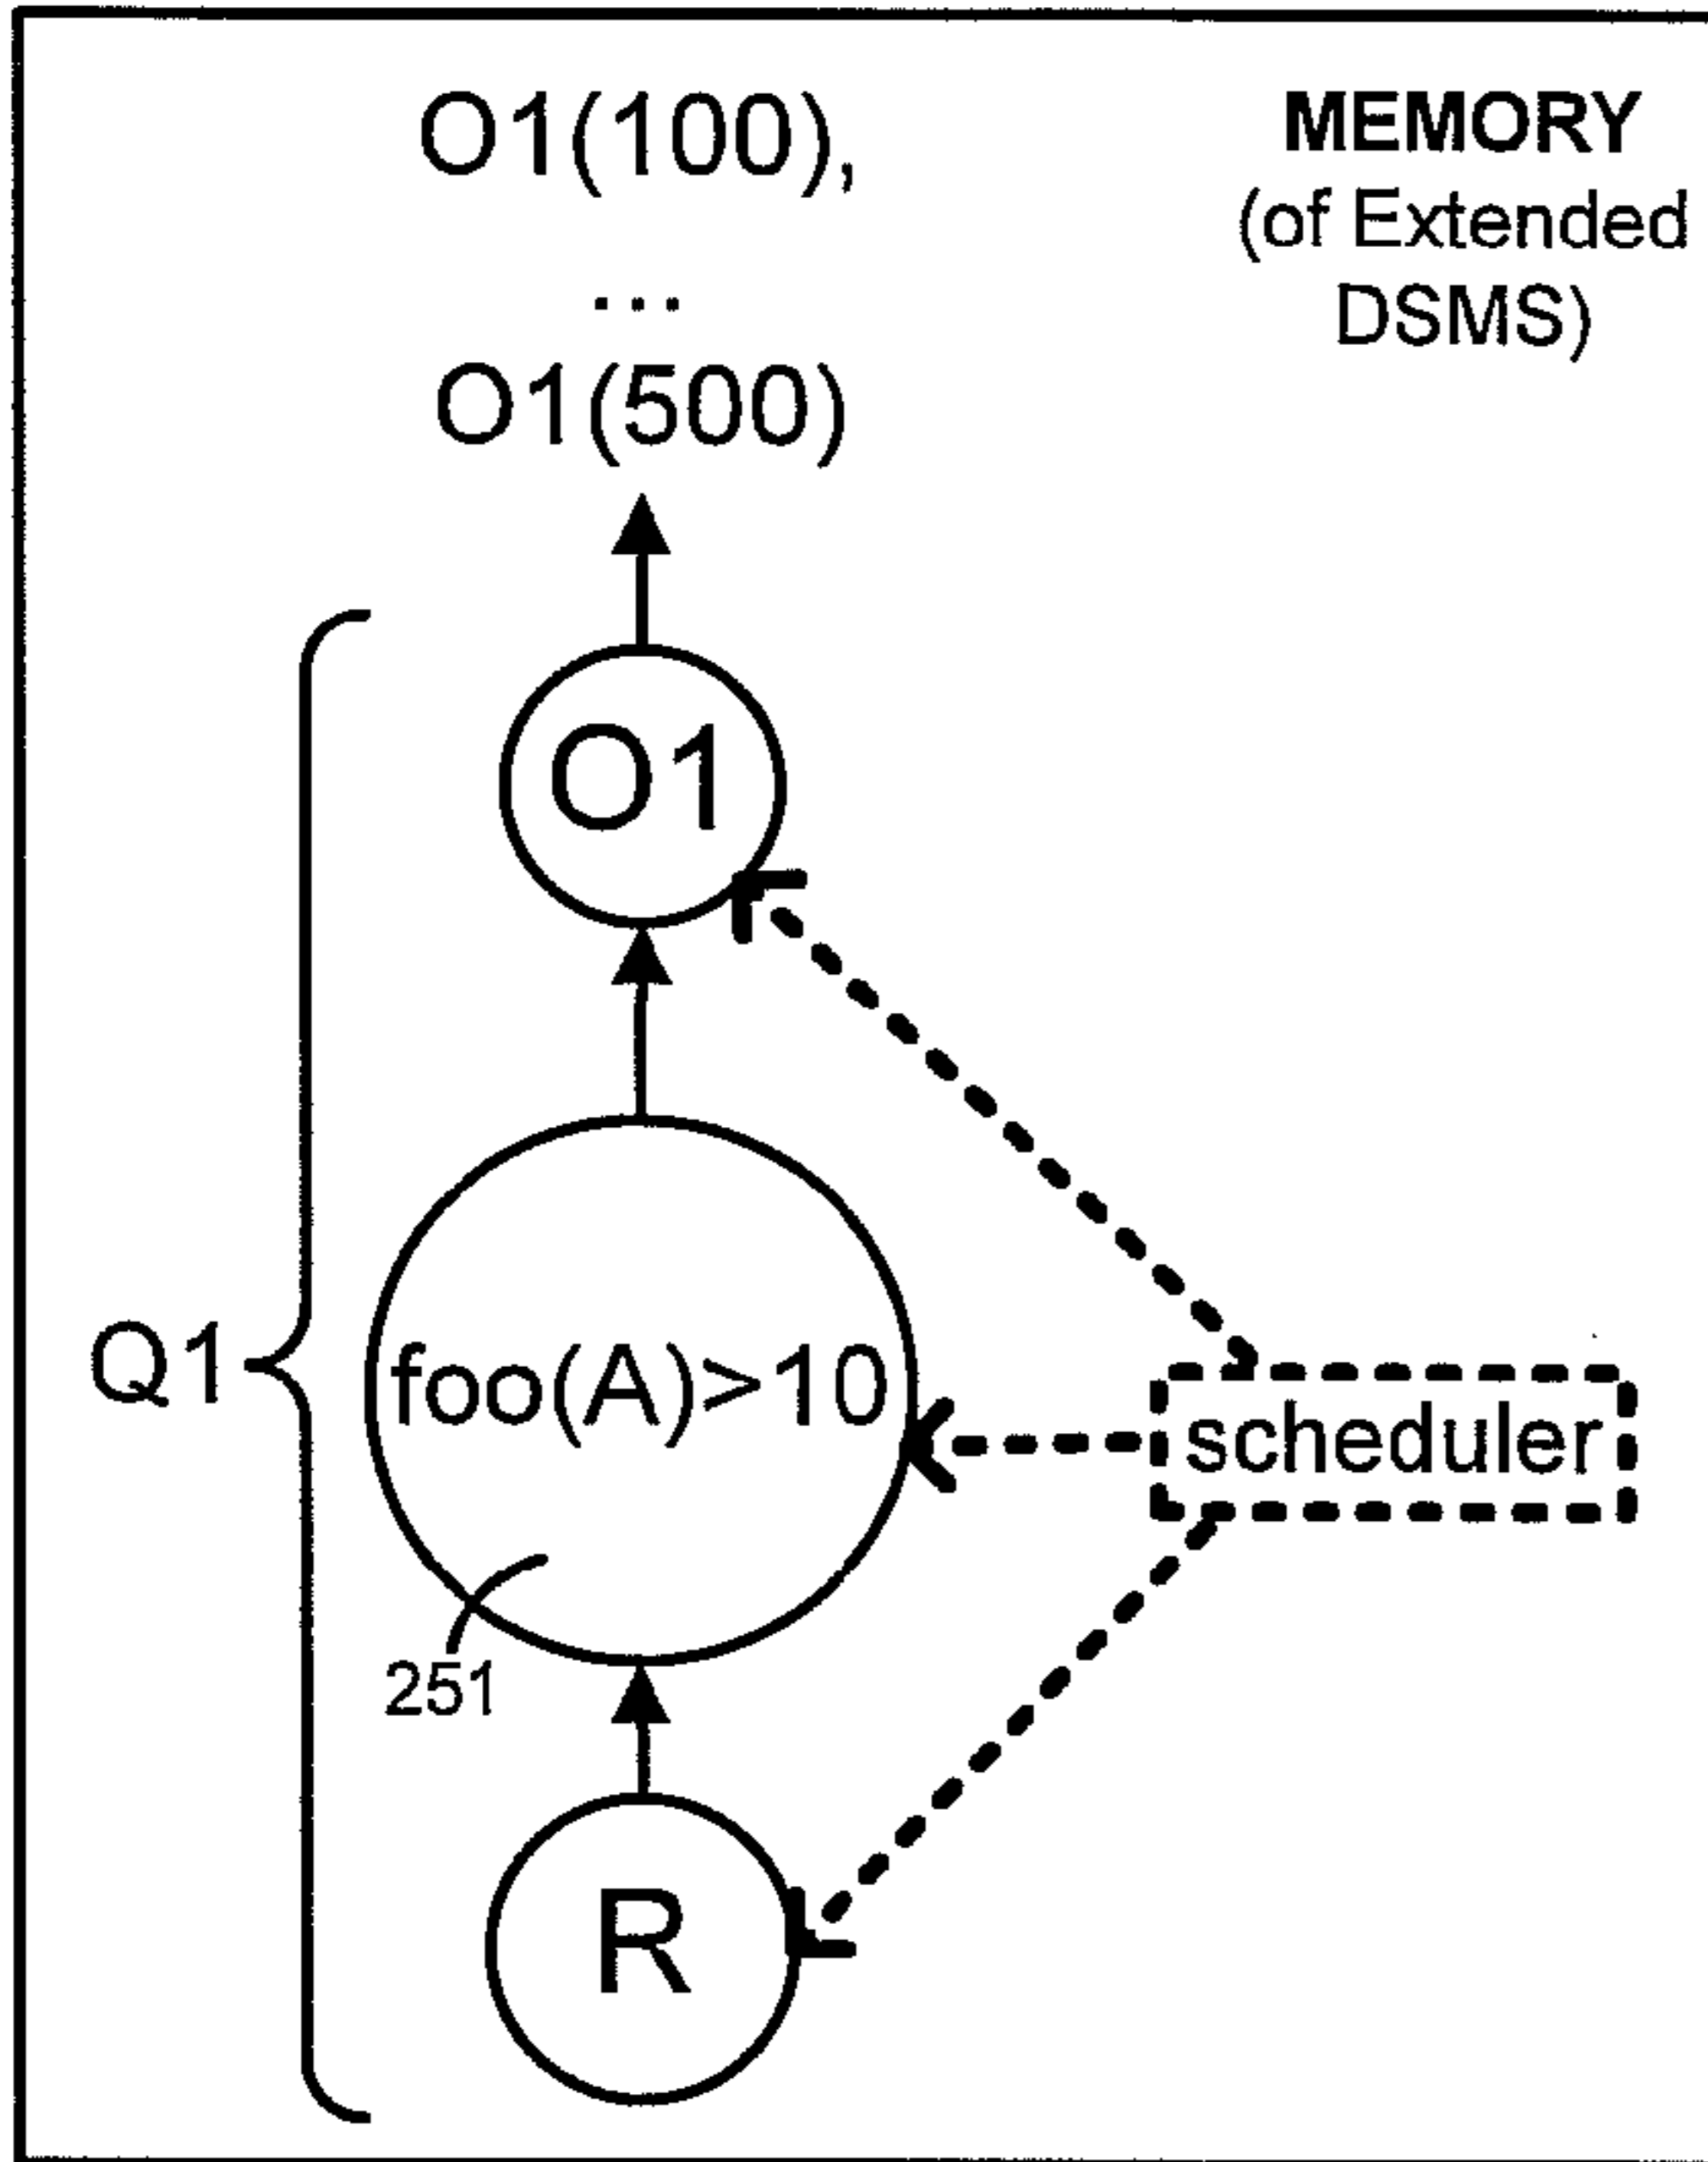 O1(100),
...
O1(500)
MEMORY
(of Extended
DSMS)
O1
Q1
foo(A)>10
scheduler
251
R